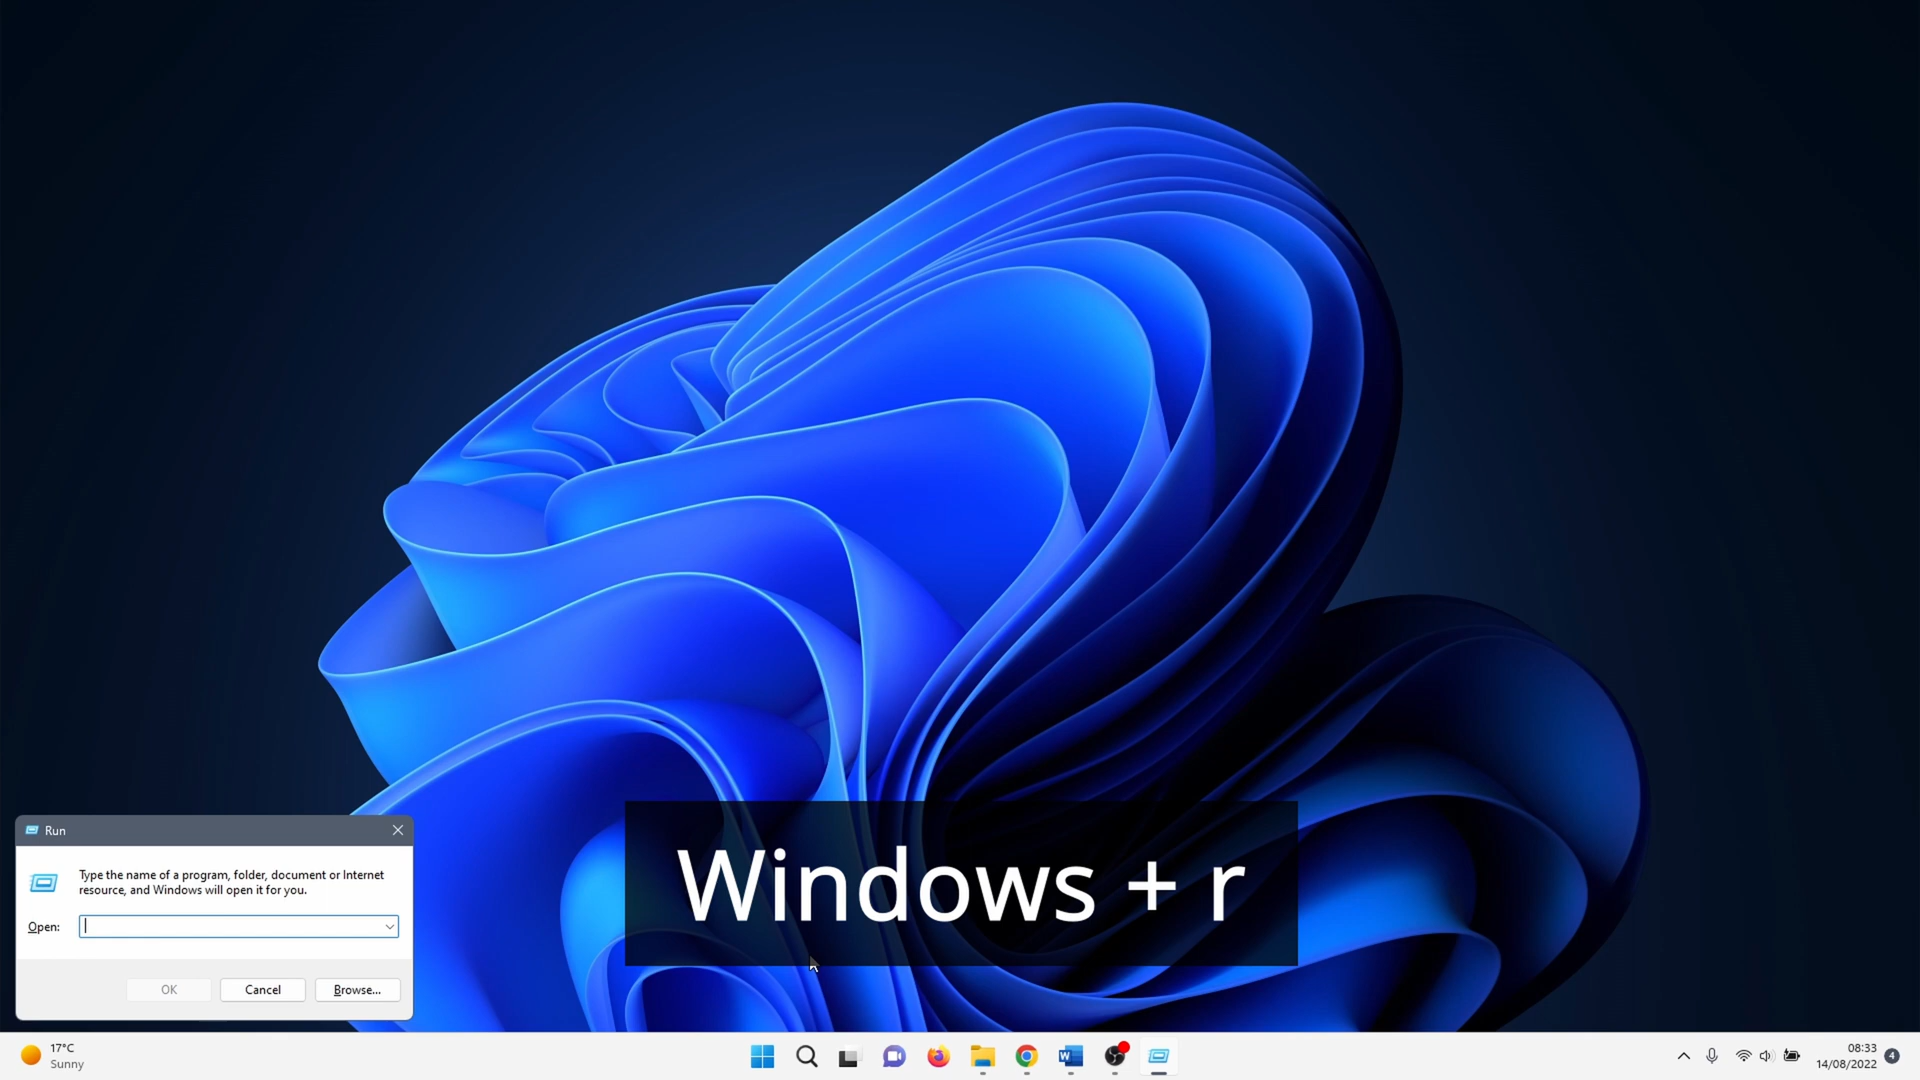 Run
Type the name of a program, folder, document or Internet
resource, and Windows will open it for you.
Open:
OK
Cancel
Browse...
Windows + r
17°C
Sunny
W
08:33
14/08/2022
4